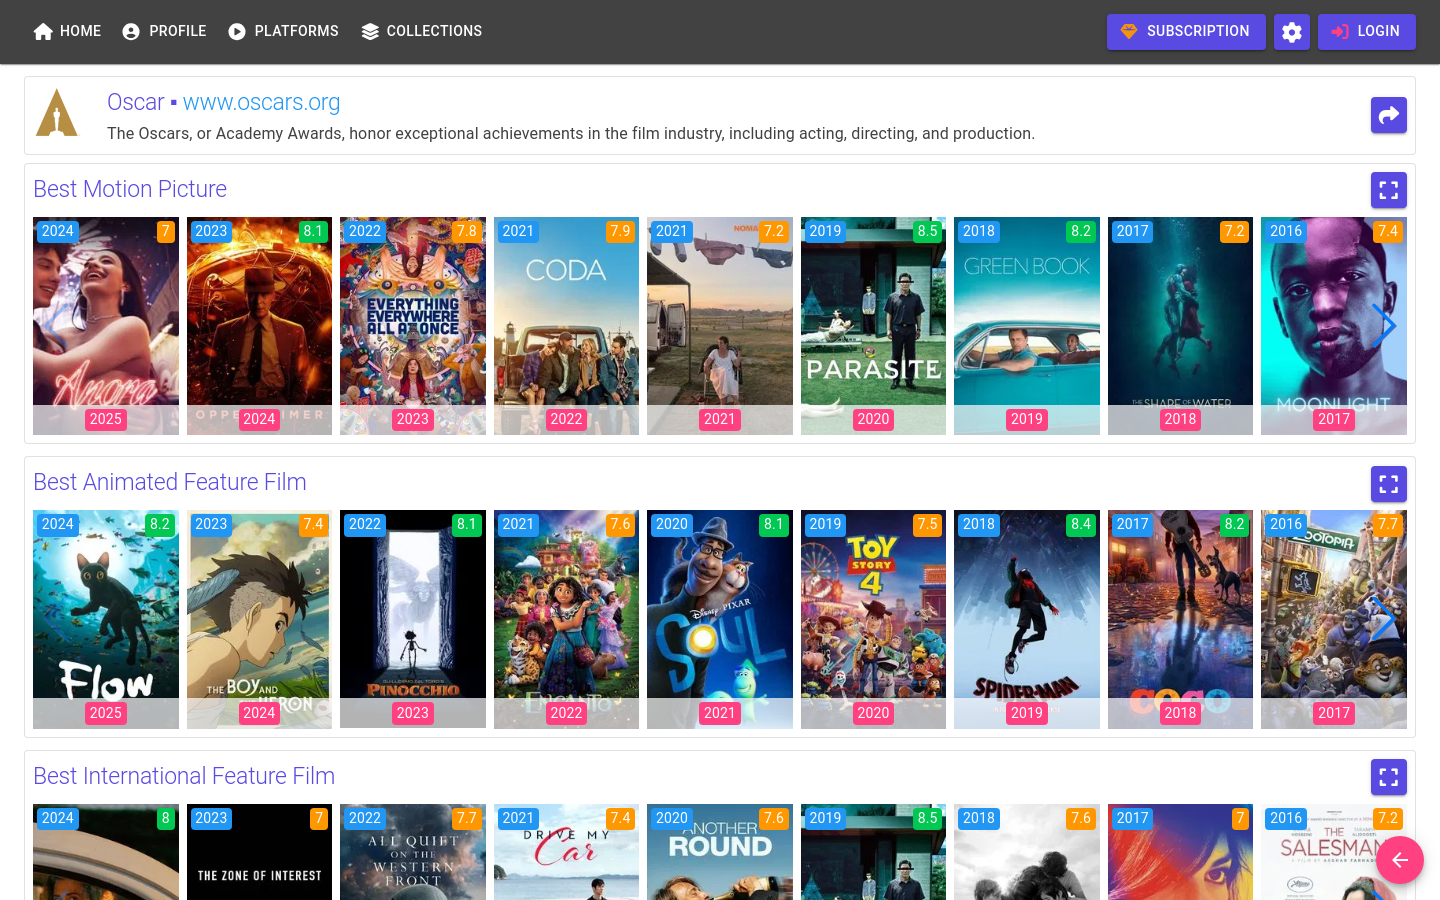 HOME PROFILE PLATFORMS COLLECTIONS SUBSCRIPTION LOGIN
Oscar ▪ www.oscars.org
The Oscars, or Academy Awards, honor exceptional achievements in the film industry, including acting, directing, and production.
Best Motion Picture
2024 7 2023 8.1 2022 7.8 2021 7.9 2021 7.2 2019 8.5 2018 8.2 2017 7.2 2016 7.4
CODA
GREEN BOOK
EVERYTHING
EVERYWHERE
ALL AT ONCE
PARASITE
Anora
THE SHAPE OF WATER
MOONLIGHT
2025 2024 2023 2022 2021 2020 2019 2018 2017
Best Animated Feature Film
2024 8.2 2023 7.4 2022 8.1 2021 7.6 2020 8.1 2019 7.5 2018 8.4 2017 8.2 2016 7.7
TOY
STORY
4
DISNEY PIXAR
SOUL
Flow
THE BOY AND
HERON
PINOCCHIO
ENCANTO
SPIDER-MAN
COCO
2025 2024 2023 2022 2021 2020 2019 2018 2017
Best International Feature Film
2024 8 2023 7 2022 7.7 2021 7.4 2020 7.6 2019 8.5 2018 7.6 2017 7 2016 7.2
THE ZONE OF INTEREST
ALL QUIET
ON THE
WESTERN
FRONT
DRIVE MY
Car
ANOTHER
ROUND
THE
SALESMAN